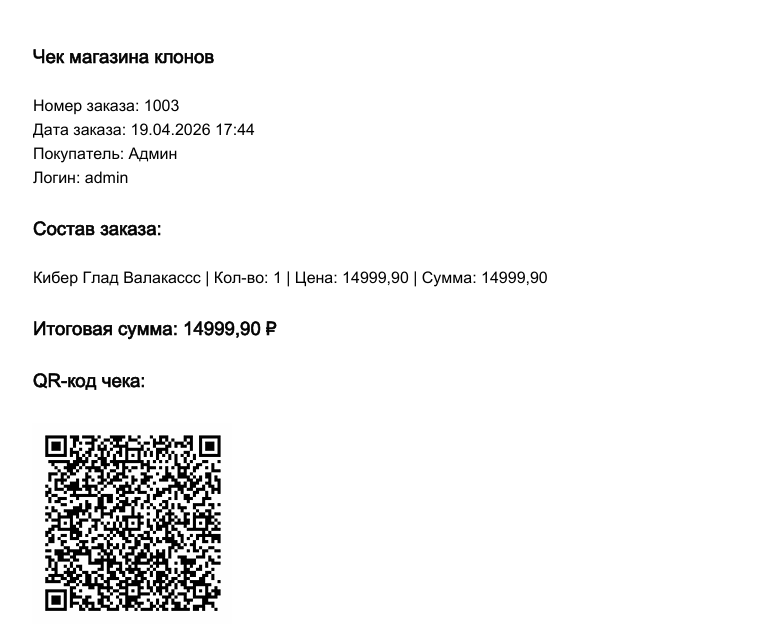 Чек магазина клонов
Номер заказа: 1003
Дата заказа: 19.04.2026 17:44
Покупатель: Админ
Логин: admin
Состав заказа:
Кибер Глад Валакассс | Кол-во: 1 | Цена: 14999,90 | Сумма: 14999,90
Итоговая сумма: 14999,90 ₽
QR-код чека: